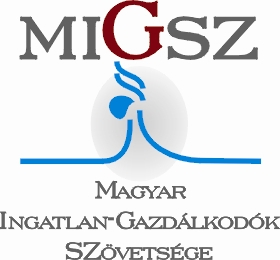 MIGSZ
MAGYAR
INGATLAN-GAZDÁLKODÓK
SZÖVETSÉGE